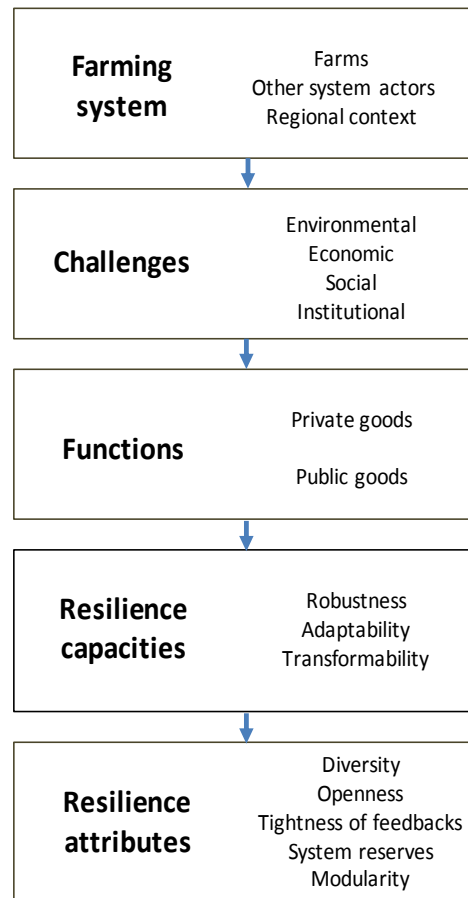 Farming
system
Farms
Other system actors
Regional context
Challenges
Environmental
Economic
Social
Institutional
Functions
Private goods
Public goods
Resilience
capacities
Robustness
Adaptability
Transformability
Resilience
attributes
Diversity
Openness
Tightness of feedbacks
System reserves
Modularity